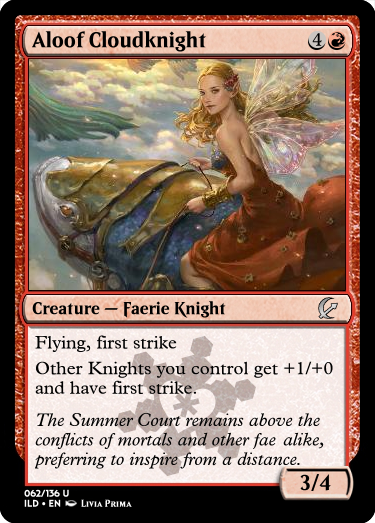 Aloof Cloudknight 4
Creature — Faerie Knight
Flying, first strike
Other Knights you control get +1/+0
and have first strike.
The Summer Court remains above the
conflicts of mortals and other fae alike,
preferring to inspire from a distance.
3/4
062/136 U
ILD • EN Livia Prima